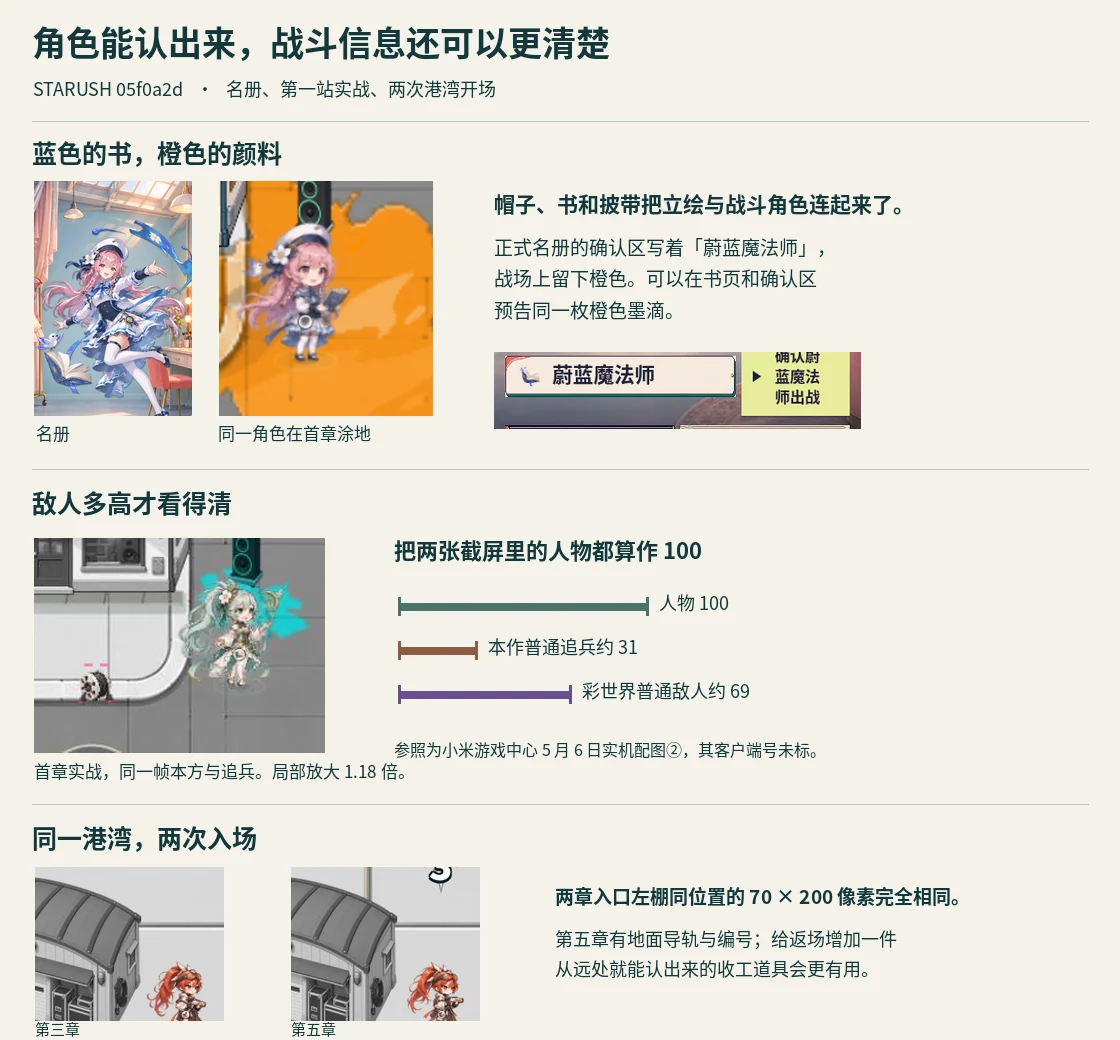 角色能认出来，战斗信息还可以更清楚
STARUSH 05f0a2d · 名册、第一站实战、两次港湾开场
蓝色的书，橙色的颜料
帽子、书和披带把立绘与战斗角色连起来了。
正式名册的确认区写着「蔚蓝魔法师」，
战场上留下橙色。可以在书页和确认区
预告同一枚橙色墨滴。
蔚蓝魔法师
确认蔚
蓝魔法
师出战
名册
同一角色在首章涂地
敌人多高才看得清
把两张截屏里的人物都算作 100
人物 100
本作普通追兵约 31
彩世界普通敌人约 69
参照为小米游戏中心 5 月 6 日实机配图②，其客户端号未标。
首章实战，同一帧本方与追兵。局部放大 1.18 倍。
同一港湾，两次入场
两章入口左棚同位置的 70 × 200 像素完全相同。
第五章有地面导轨与编号；给返场增加一件
从远处就能认出来的收工道具会更有用。
第三章
第五章